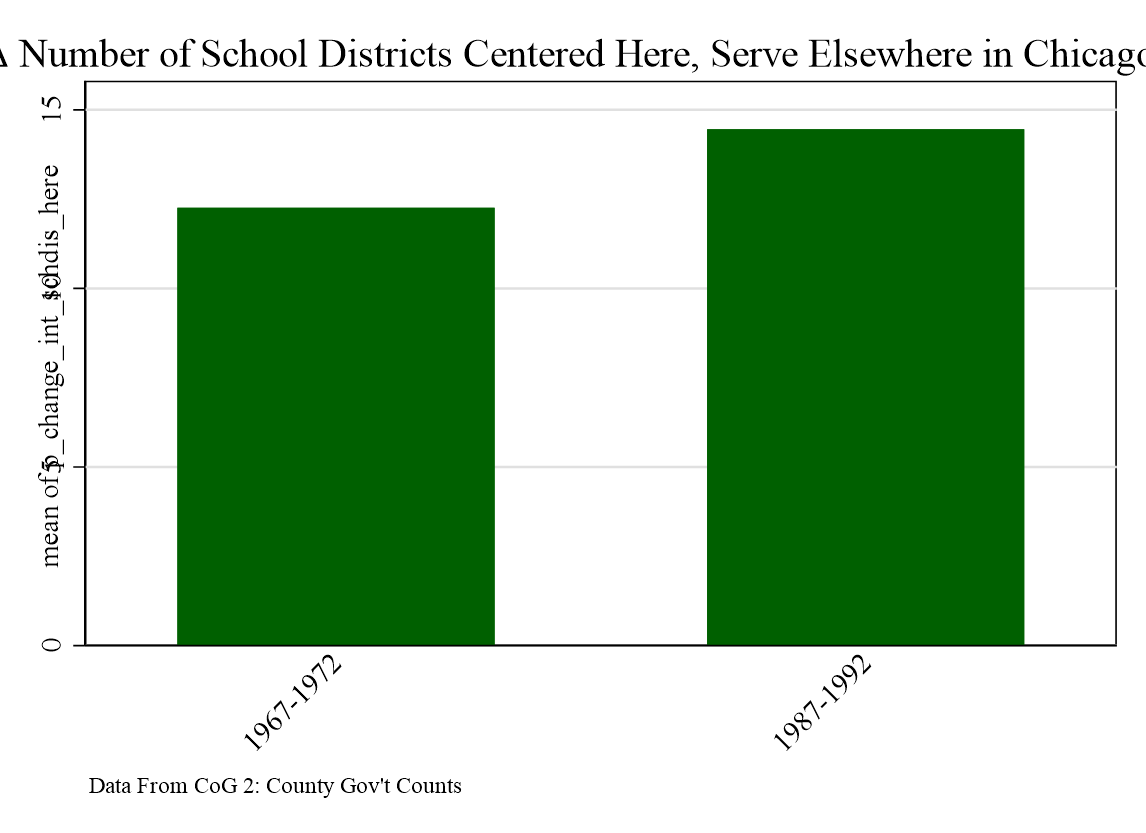 Δ Number of School Districts Centered Here, Serve Elsewhere in Chicago
mean of p_change_int_schdis_here
15
10
5
0
1967-1972
1987-1992
Data From CoG 2: County Gov't Counts